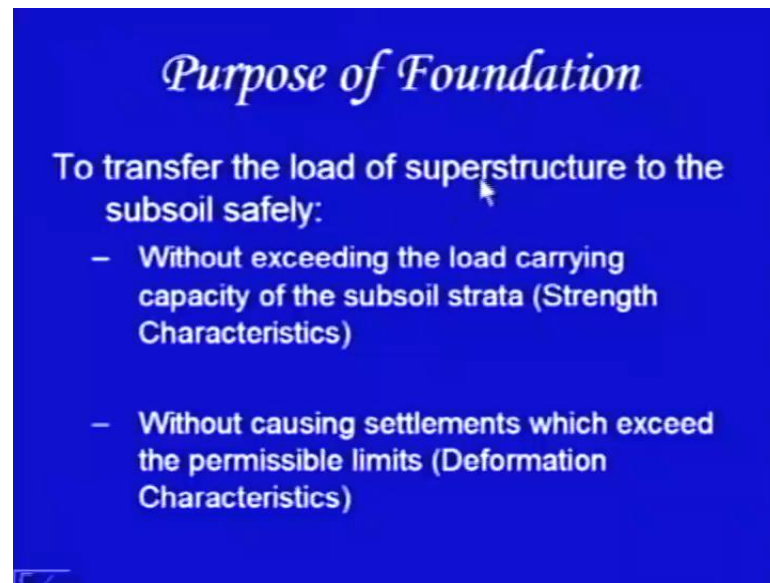 Purpose of Foundation
To transfer the load of superstructure to the
subsoil safely:
– Without exceeding the load carrying
capacity of the subsoil strata (Strength
Characteristics)
– Without causing settlements which exceed
the permissible limits (Deformation
Characteristics)